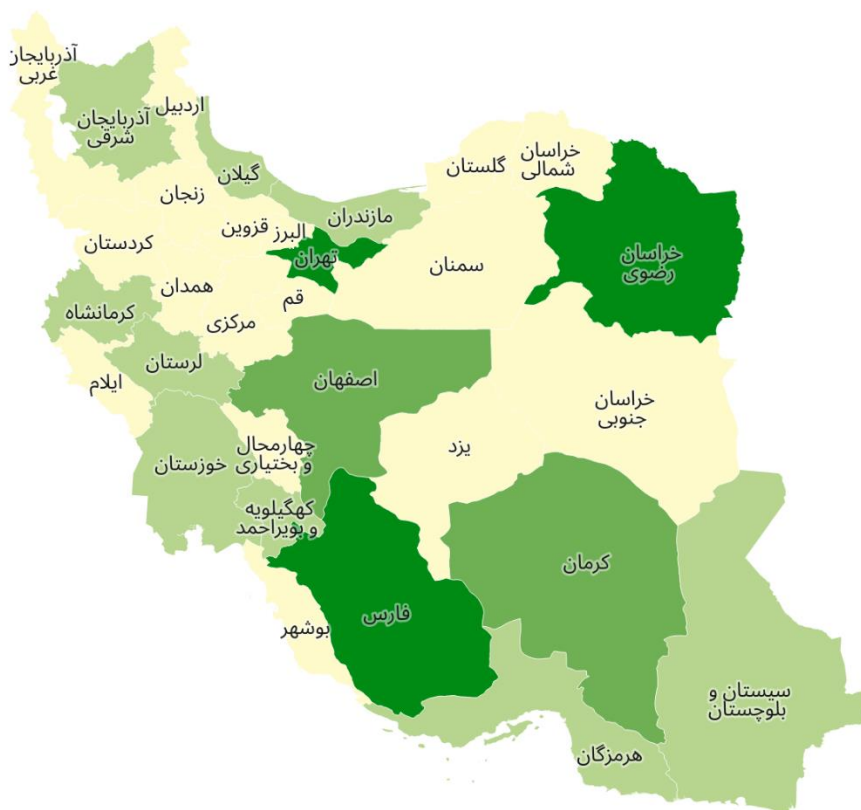 آذربایجان
غربی
آذربایجان
شرقی
اردبیل
گیلان
زنجان
کردستان
قزوین
البرز
مازندران
تهران
گلستان
خراسان
شمالی
خراسان
رضوی
سمنان
همدان
قم
مرکزی
کرمانشاه
لرستان
ایلام
اصفهان
خراسان
جنوبی
یزد
چهارمحال
و بختیاری
خوزستان
کهگیلویه
و بویراحمد
کرمان
فارس
بوشهر
سیستان و
بلوچستان
هرمزگان